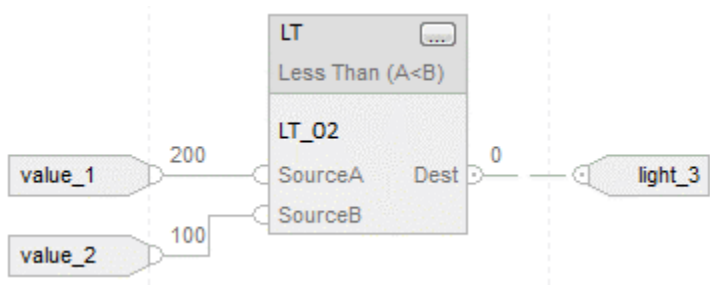 LT ...
Less Than (A<B)
LT_02
value_1 200 SourceA Dest 0 light_3
value_2 100 SourceB